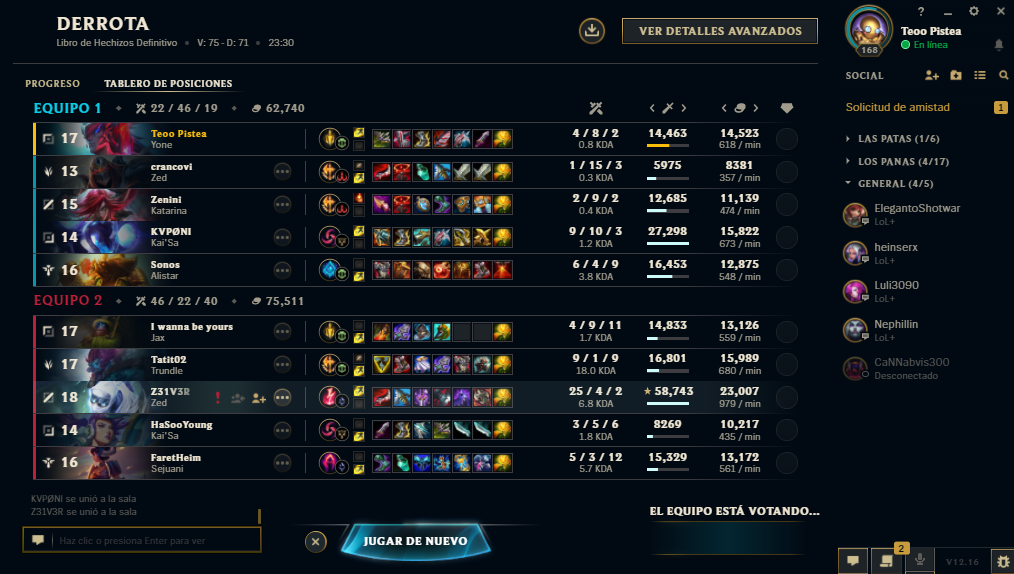 DERROTA
Libro de Hechizos Definitivo • V: 75 - D: 71 • 23:30
VER DETALLES AVANZADOS
PROGRESO TABLERO DE POSICIONES
EQUIPO 1 22 / 46 / 19 62,740
17 Teoo Pistea Yone 4 / 8 / 2 0.8 KDA 14,463 14,523 618 / min
13 crancovi Zed 1 / 15 / 3 0.3 KDA 5975 8381 357 / min
15 Zenini Katarina 2 / 9 / 2 0.4 KDA 12,685 11,139 474 / min
14 KVPØNI Kai'Sa 9 / 10 / 3 1.2 KDA 27,298 15,822 673 / min
16 Sonos Alistar 6 / 4 / 9 3.8 KDA 16,453 12,875 548 / min
EQUIPO 2 46 / 22 / 40 75,511
17 I wanna be yours Jax 4 / 9 / 11 1.7 KDA 14,833 13,126 559 / min
17 Tatit02 Trundle 9 / 1 / 9 18.0 KDA 16,801 15,989 680 / min
18 Z31V3R Zed 25 / 4 / 2 6.8 KDA 58,743 23,007 979 / min
14 HaSooYoung Kai'Sa 3 / 5 / 6 1.8 KDA 8269 10,217 435 / min
16 FaretHeim Sejuani 5 / 3 / 12 5.7 KDA 15,329 13,172 561 / min
KVPØNI se unió a la sala
Z31V3R se unió a la sala
Haz clic o presiona Enter para ver
JUGAR DE NUEVO
EL EQUIPO ESTÁ VOTANDO...
168
Teoo Pistea
En línea
SOCIAL
Solicitud de amistad 1
LAS PATAS (1/6)
LOS PANAS (4/17)
GENERAL (4/5)
ElegantoShotwar
LoL+
heinserx
LoL+
Luli3090
LoL+
Nephillin
LoL+
CaNNabvis300
Desconectado
2
V12.16